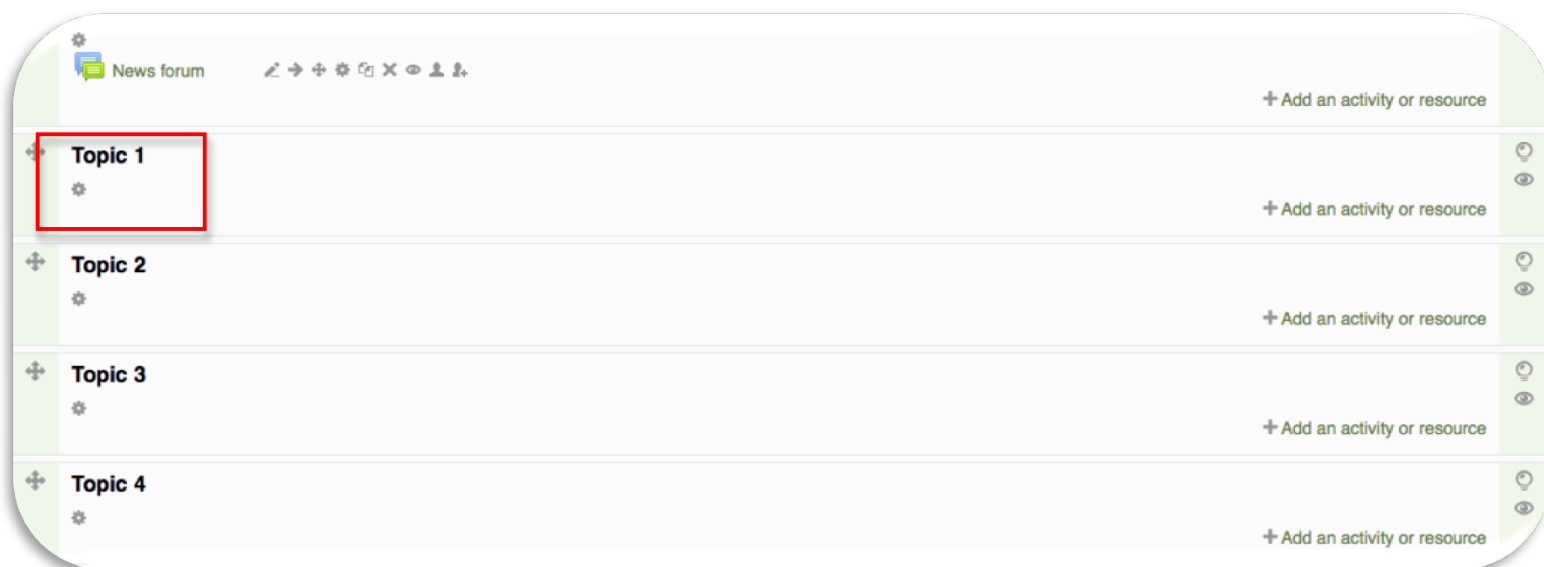 News forum
+ Add an activity or resource
Topic 1
+ Add an activity or resource
Topic 2
+ Add an activity or resource
Topic 3
+ Add an activity or resource
Topic 4
+ Add an activity or resource